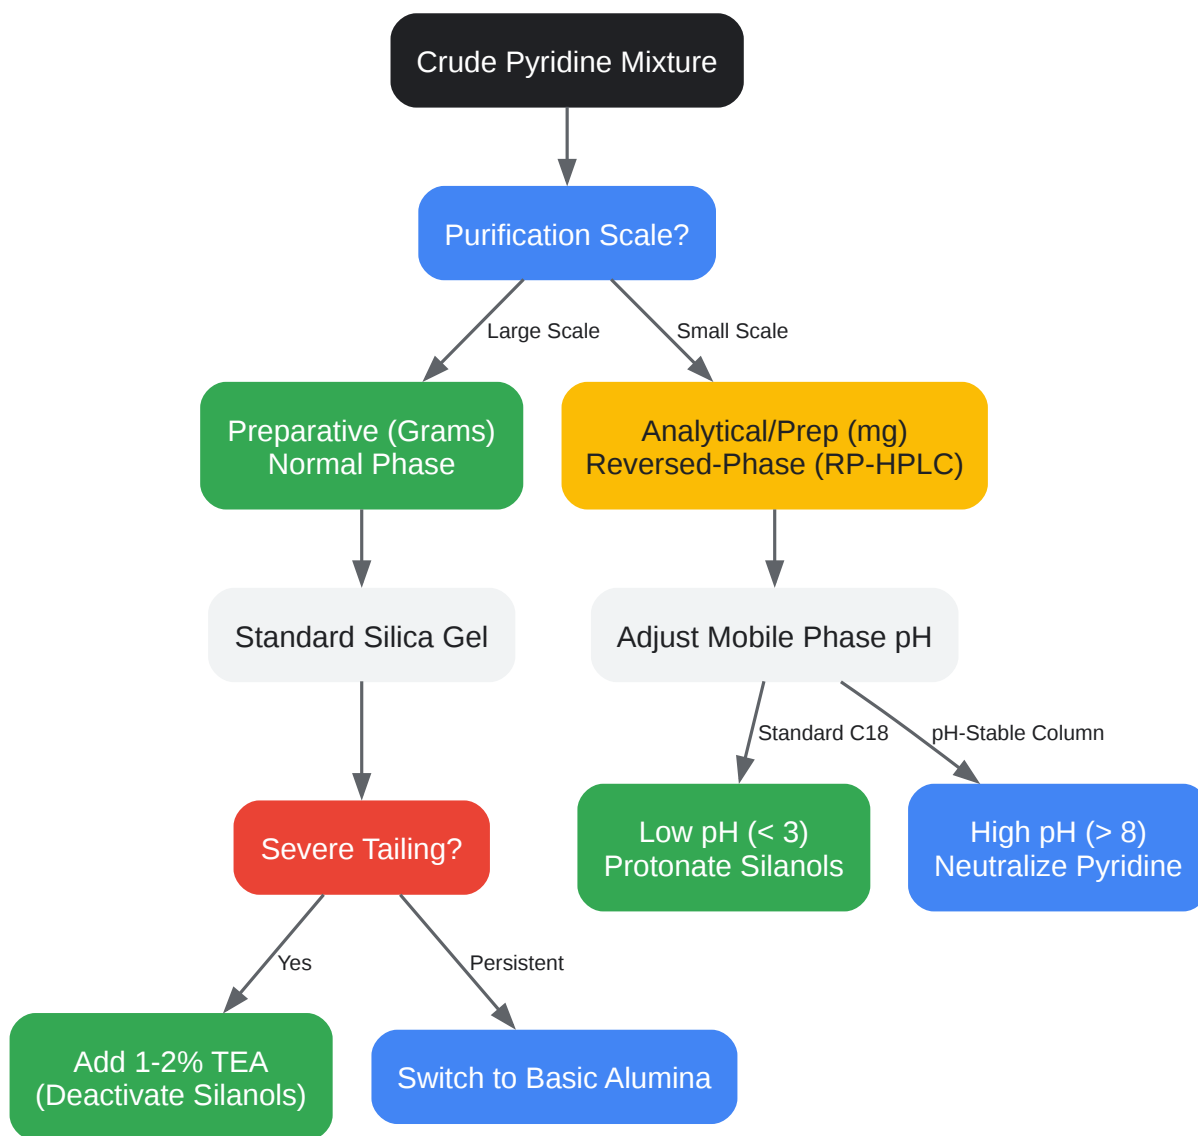 Crude Pyridine Mixture
Purification Scale?
Large Scale
Small Scale
Preparative (Grams)
Normal Phase
Analytical/Prep (mg)
Reversed-Phase (RP-HPLC)
Standard Silica Gel
Adjust Mobile Phase pH
Standard C18
pH-Stable Column
Severe Tailing?
Low pH (< 3)
Protonate Silanols
High pH (> 8)
Neutralize Pyridine
Yes
Persistent
Add 1-2% TEA
(Deactivate Silanols)
Switch to Basic Alumina